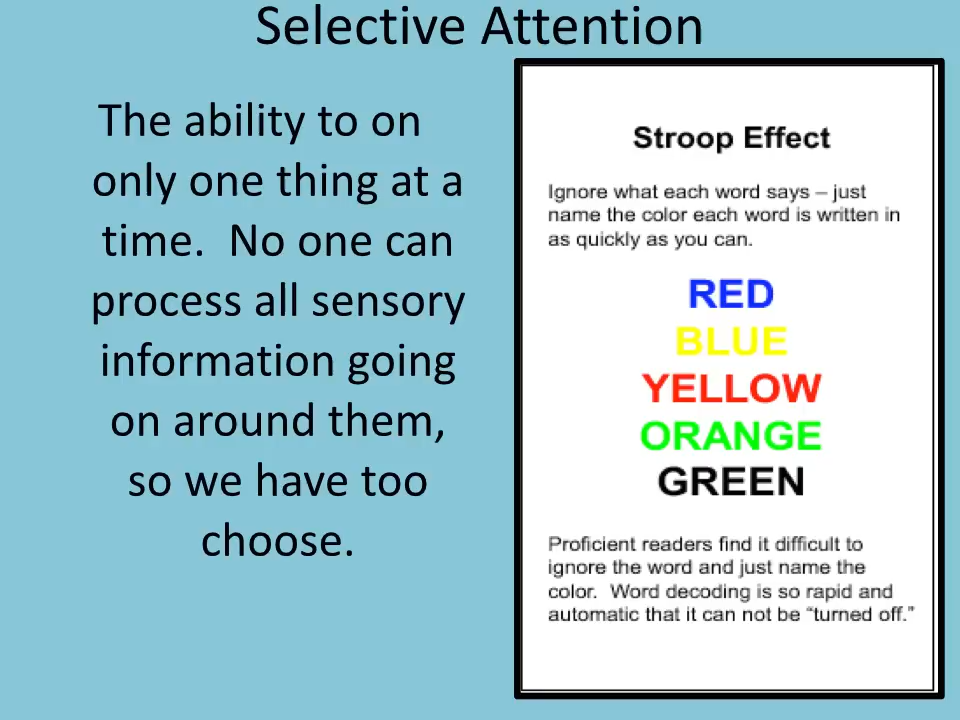 Selective Attention
The ability to on
only one thing at a
time.  No one can
process all sensory
information going
on around them,
so we have too
choose.
Stroop Effect
Ignore what each word says – just
name the color each word is written in
as quickly as you can.
RED
BLUE
YELLOW
ORANGE
GREEN
Proficient readers find it difficult to
ignore the word and just name the
color.  Word decoding is so rapid and
automatic that it can not be “turned off.”